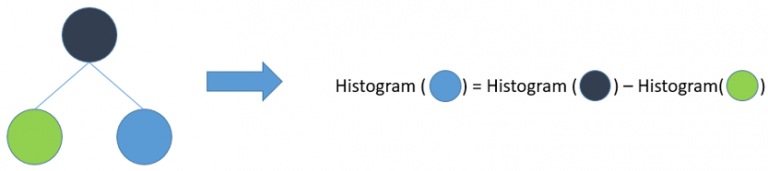 Histogram ( ) = Histogram ( ) – Histogram( )